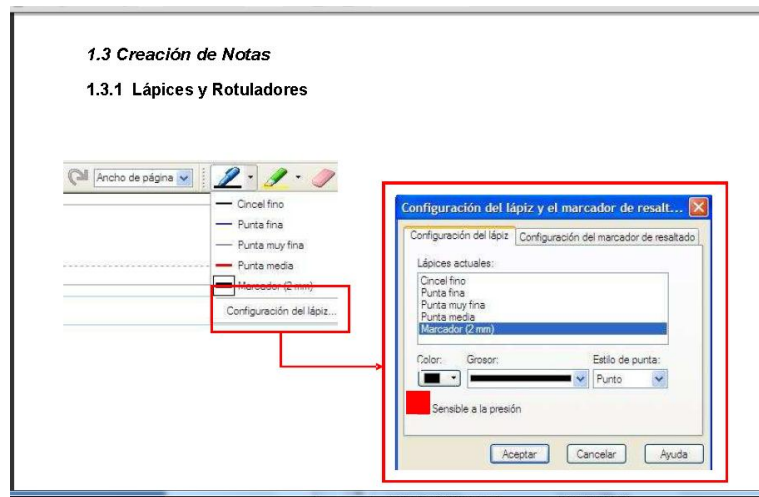 1.3 Creación de Notas
1.3.1 Lápices y Rotuladores
Ancho de página
Cincel fino
Punta fina
Punta muy fina
Punta media
Marcador (2 mm)
Configuración del lápiz...
Configuración del lápiz y el marcador de resalt...
Configuración del lápiz Configuración del marcador de resaltado
Lápices actuales:
Cincel fino
Punta fina
Punta muy fina
Punta media
Marcador (2 mm)
Color: Grosor: Estilo de punta:
Punto
Sensible a la presión
Aceptar Cancelar Ayuda